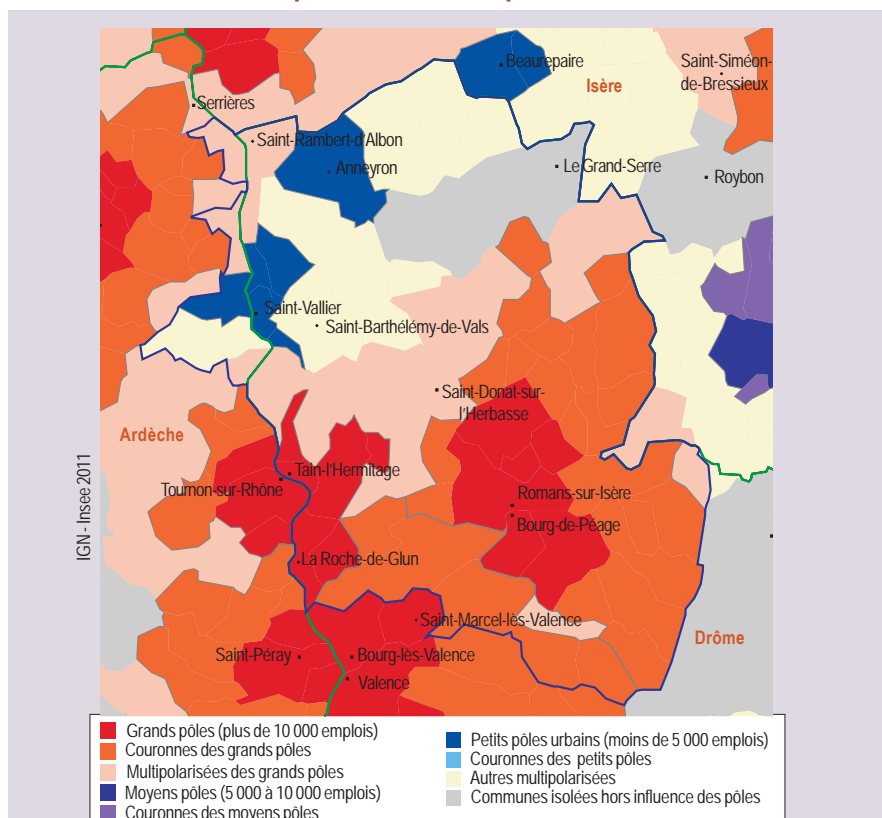 Beaurepaire
Saint-Siméon-
de-Bressieux
Isère
Serrières
Saint-Rambert-d'Albon
Anneyron
Le Grand-Serre
Roybon
Saint-Vallier
Saint-Barthélémy-de-Vals
Saint-Donat-sur-
l'Herbasse
Ardèche
Tain-l'Hermitage
Tournon-sur-Rhône
Romans-sur-Isère
Bourg-de-Péage
IGN - Insee 2011
La Roche-de-Glun
Saint-Marcel-lès-Valence
Drôme
Saint-Péray
Bourg-lès-Valence
Valence
Grands pôles (plus de 10 000 emplois)
Couronnes des grands pôles
Multipolarisées des grands pôles
Moyens pôles (5 000 à 10 000 emplois)
Couronnes des moyens pôles
Petits pôles urbains (moins de 5 000 emplois)
Couronnes des petits pôles
Autres multipolarisées
Communes isolées hors influence des pôles